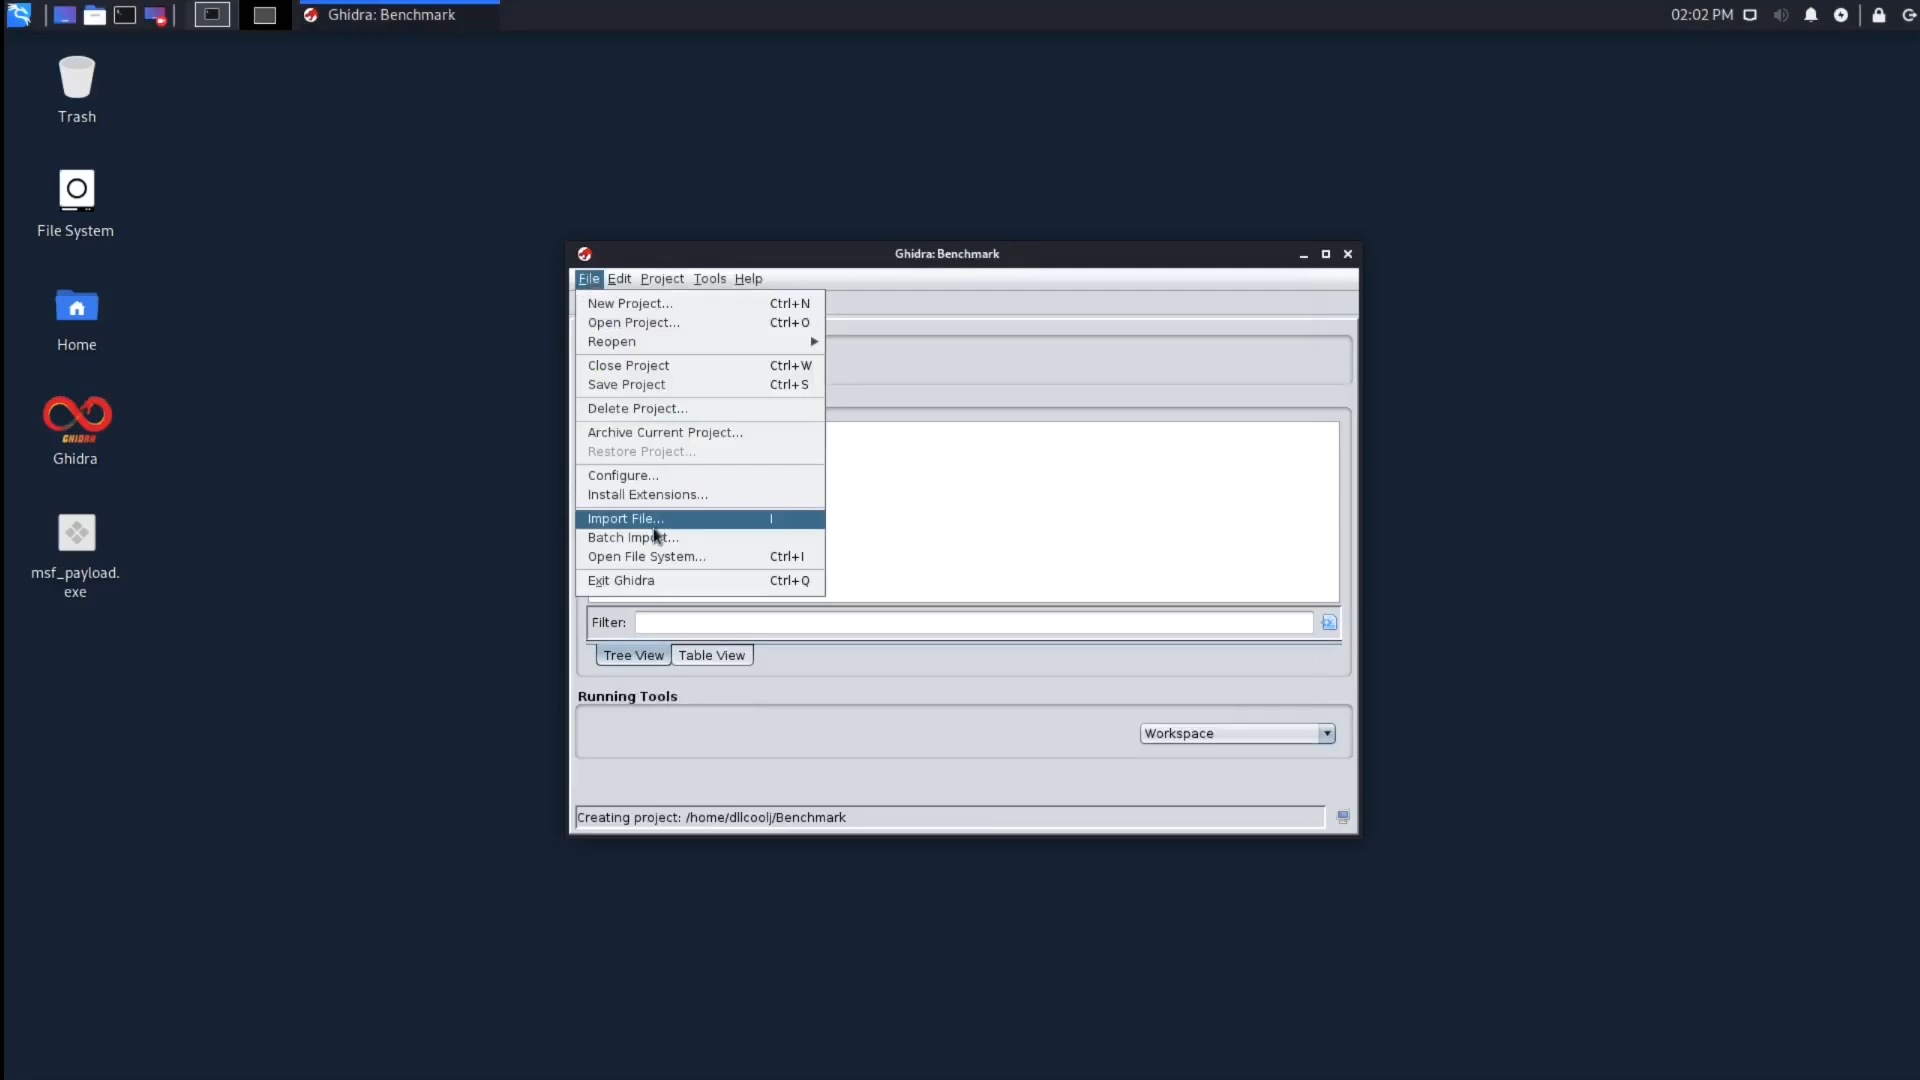 Ghidra: Benchmark
02:02 PM
Trash
File System
Home
GHIDRA
Ghidra
msf_payload.
exe
Ghidra: Benchmark
File Edit Project Tools Help
New Project... Ctrl+N
Open Project... Ctrl+O
Reopen
Close Project Ctrl+W
Save Project Ctrl+S
Delete Project...
Archive Current Project...
Restore Project...
Configure...
Install Extensions...
Import File... I
Batch Import...
Open File System... Ctrl+I
Exit Ghidra Ctrl+Q
Filter:
Tree View Table View
Running Tools
Workspace
Creating project: /home/dllcoolj/Benchmark